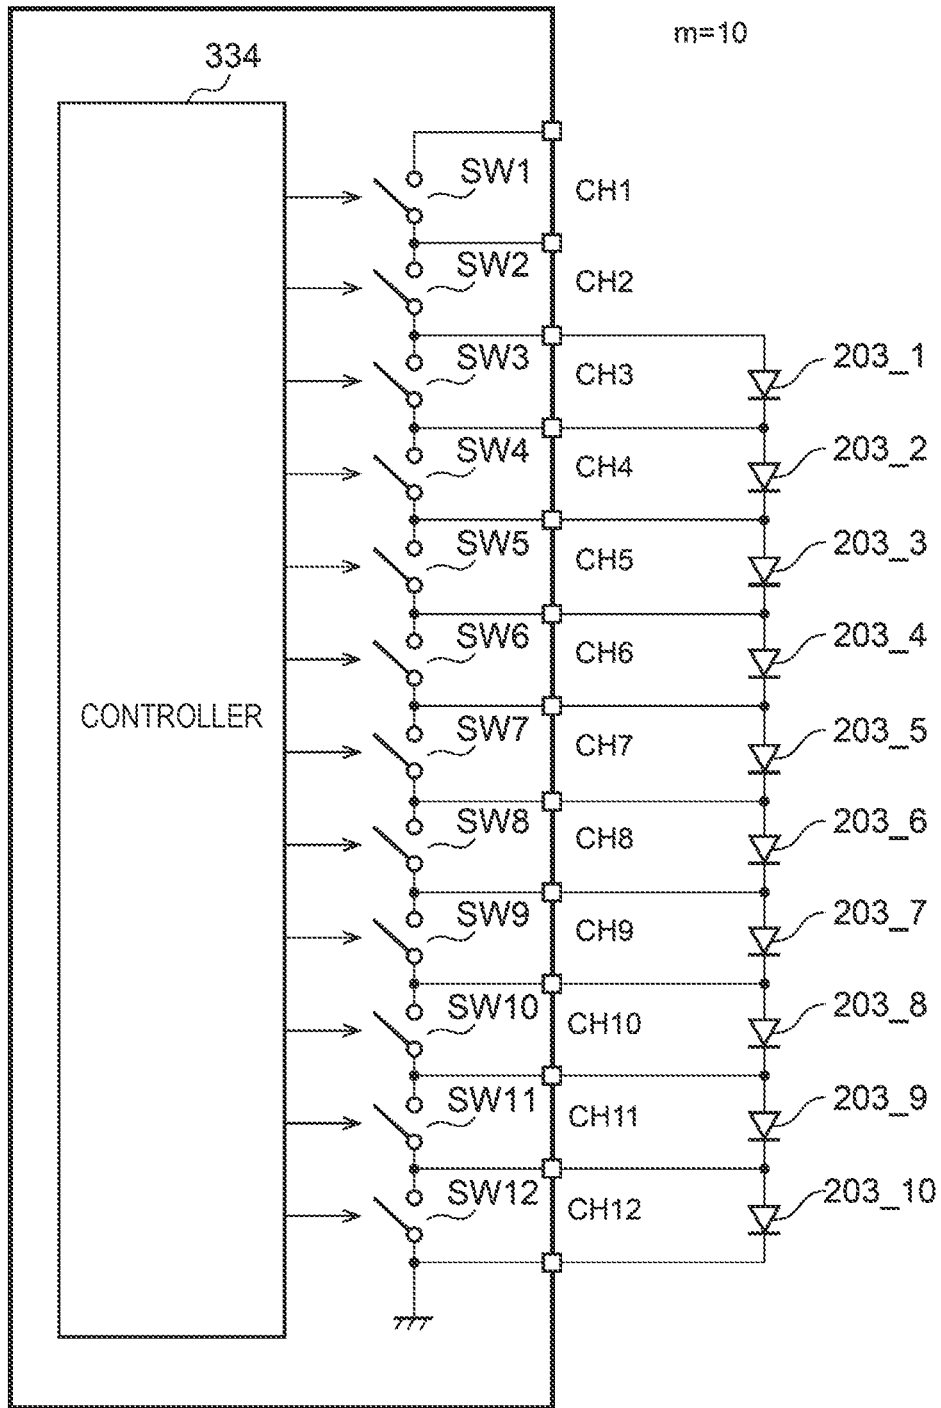 m=10
334
SW1
CH1
SW2
CH2
SW3
CH3
203_1
SW4
CH4
203_2
SW5
CH5
203_3
SW6
CH6
203_4
CONTROLLER
SW7
CH7
203_5
SW8
CH8
203_6
SW9
CH9
203_7
SW10
CH10
203_8
SW11
CH11
203_9
SW12
CH12
203_10